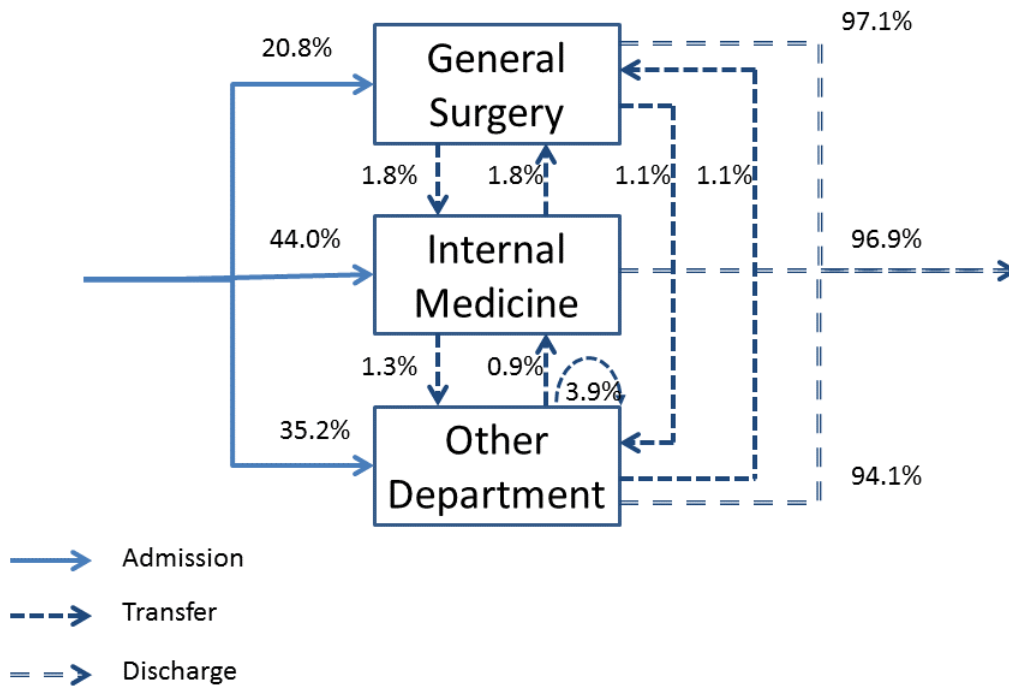 97.1%
20.8%
General
Surgery
1.8%
1.8%
1.1%
1.1%
44.0%
Internal
Medicine
96.9%
1.3%
0.9%
3.9%
35.2%
Other
Department
94.1%
Admission
Transfer
Discharge